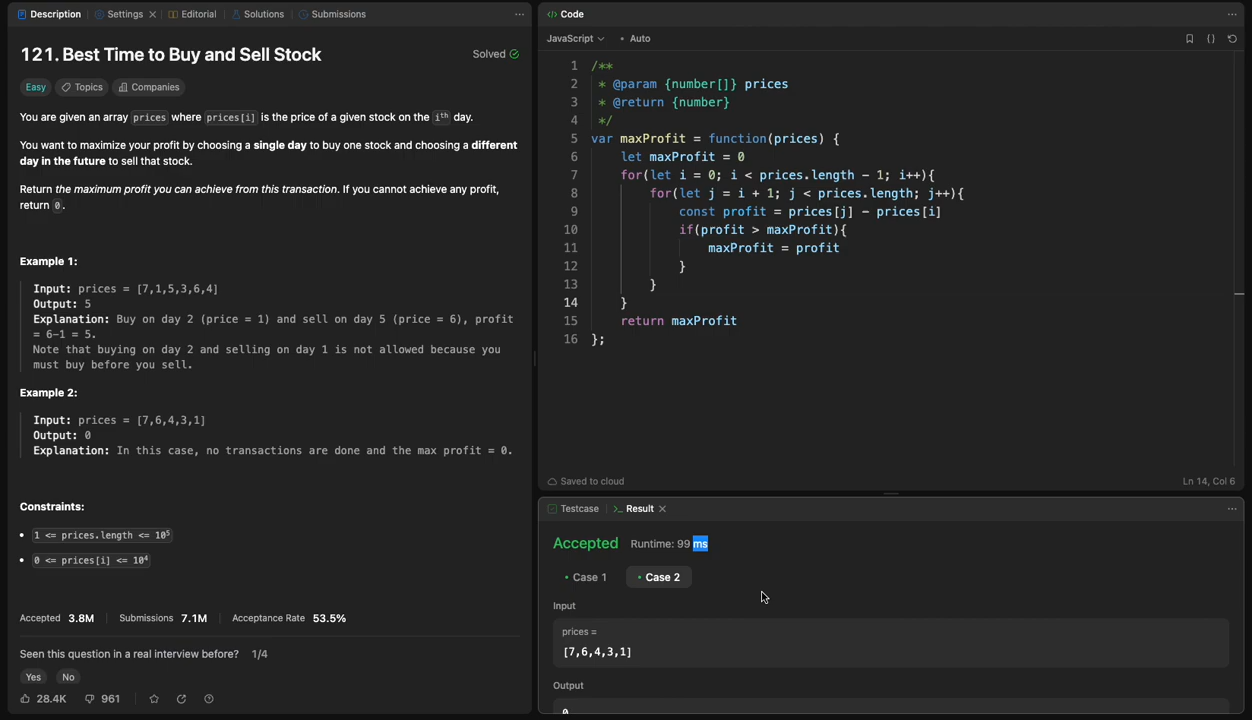 Description
Settings
Editorial
Solutions
Submissions
121. Best Time to Buy and Sell Stock
Solved
Easy
Topics
Companies
You are given an array prices where prices[i] is the price of a given stock on the ith day.
You want to maximize your profit by choosing a single day to buy one stock and choosing a different
day in the future to sell that stock.
Return the maximum profit you can achieve from this transaction. If you cannot achieve any profit,
return 0.
Example 1:
Input: prices = [7,1,5,3,6,4]
Output: 5
Explanation: Buy on day 2 (price = 1) and sell on day 5 (price = 6), profit
= 6-1 = 5.
Note that buying on day 2 and selling on day 1 is not allowed because you
must buy before you sell.
Example 2:
Input: prices = [7,6,4,3,1]
Output: 0
Explanation: In this case, no transactions are done and the max profit = 0.
Constraints:
• 1 <= prices.length <= 10⁵
• 0 <= prices[i] <= 10⁴
Accepted 3.8M
Submissions 7.1M
Acceptance Rate 53.5%
Seen this question in a real interview before? 1/4
Yes
No
28.4K
961
</> Code
JavaScript
• Auto
1 /**
2 * @param {number[]} prices
3 * @return {number}
4 */
5 var maxProfit = function(prices) {
6 let maxProfit = 0
7 for(let i = 0; i < prices.length - 1; i++){
8 for(let j = i + 1; j < prices.length; j++){
9 const profit = prices[j] - prices[i]
10 if(profit > maxProfit){
11 maxProfit = profit
12 }
13 }
14 }
15 return maxProfit
16 };
Saved to cloud
Ln 14, Col 6
Testcase
>_ Result
Accepted Runtime: 99 ms
• Case 1
• Case 2
Input
prices =
[7,6,4,3,1]
Output
0